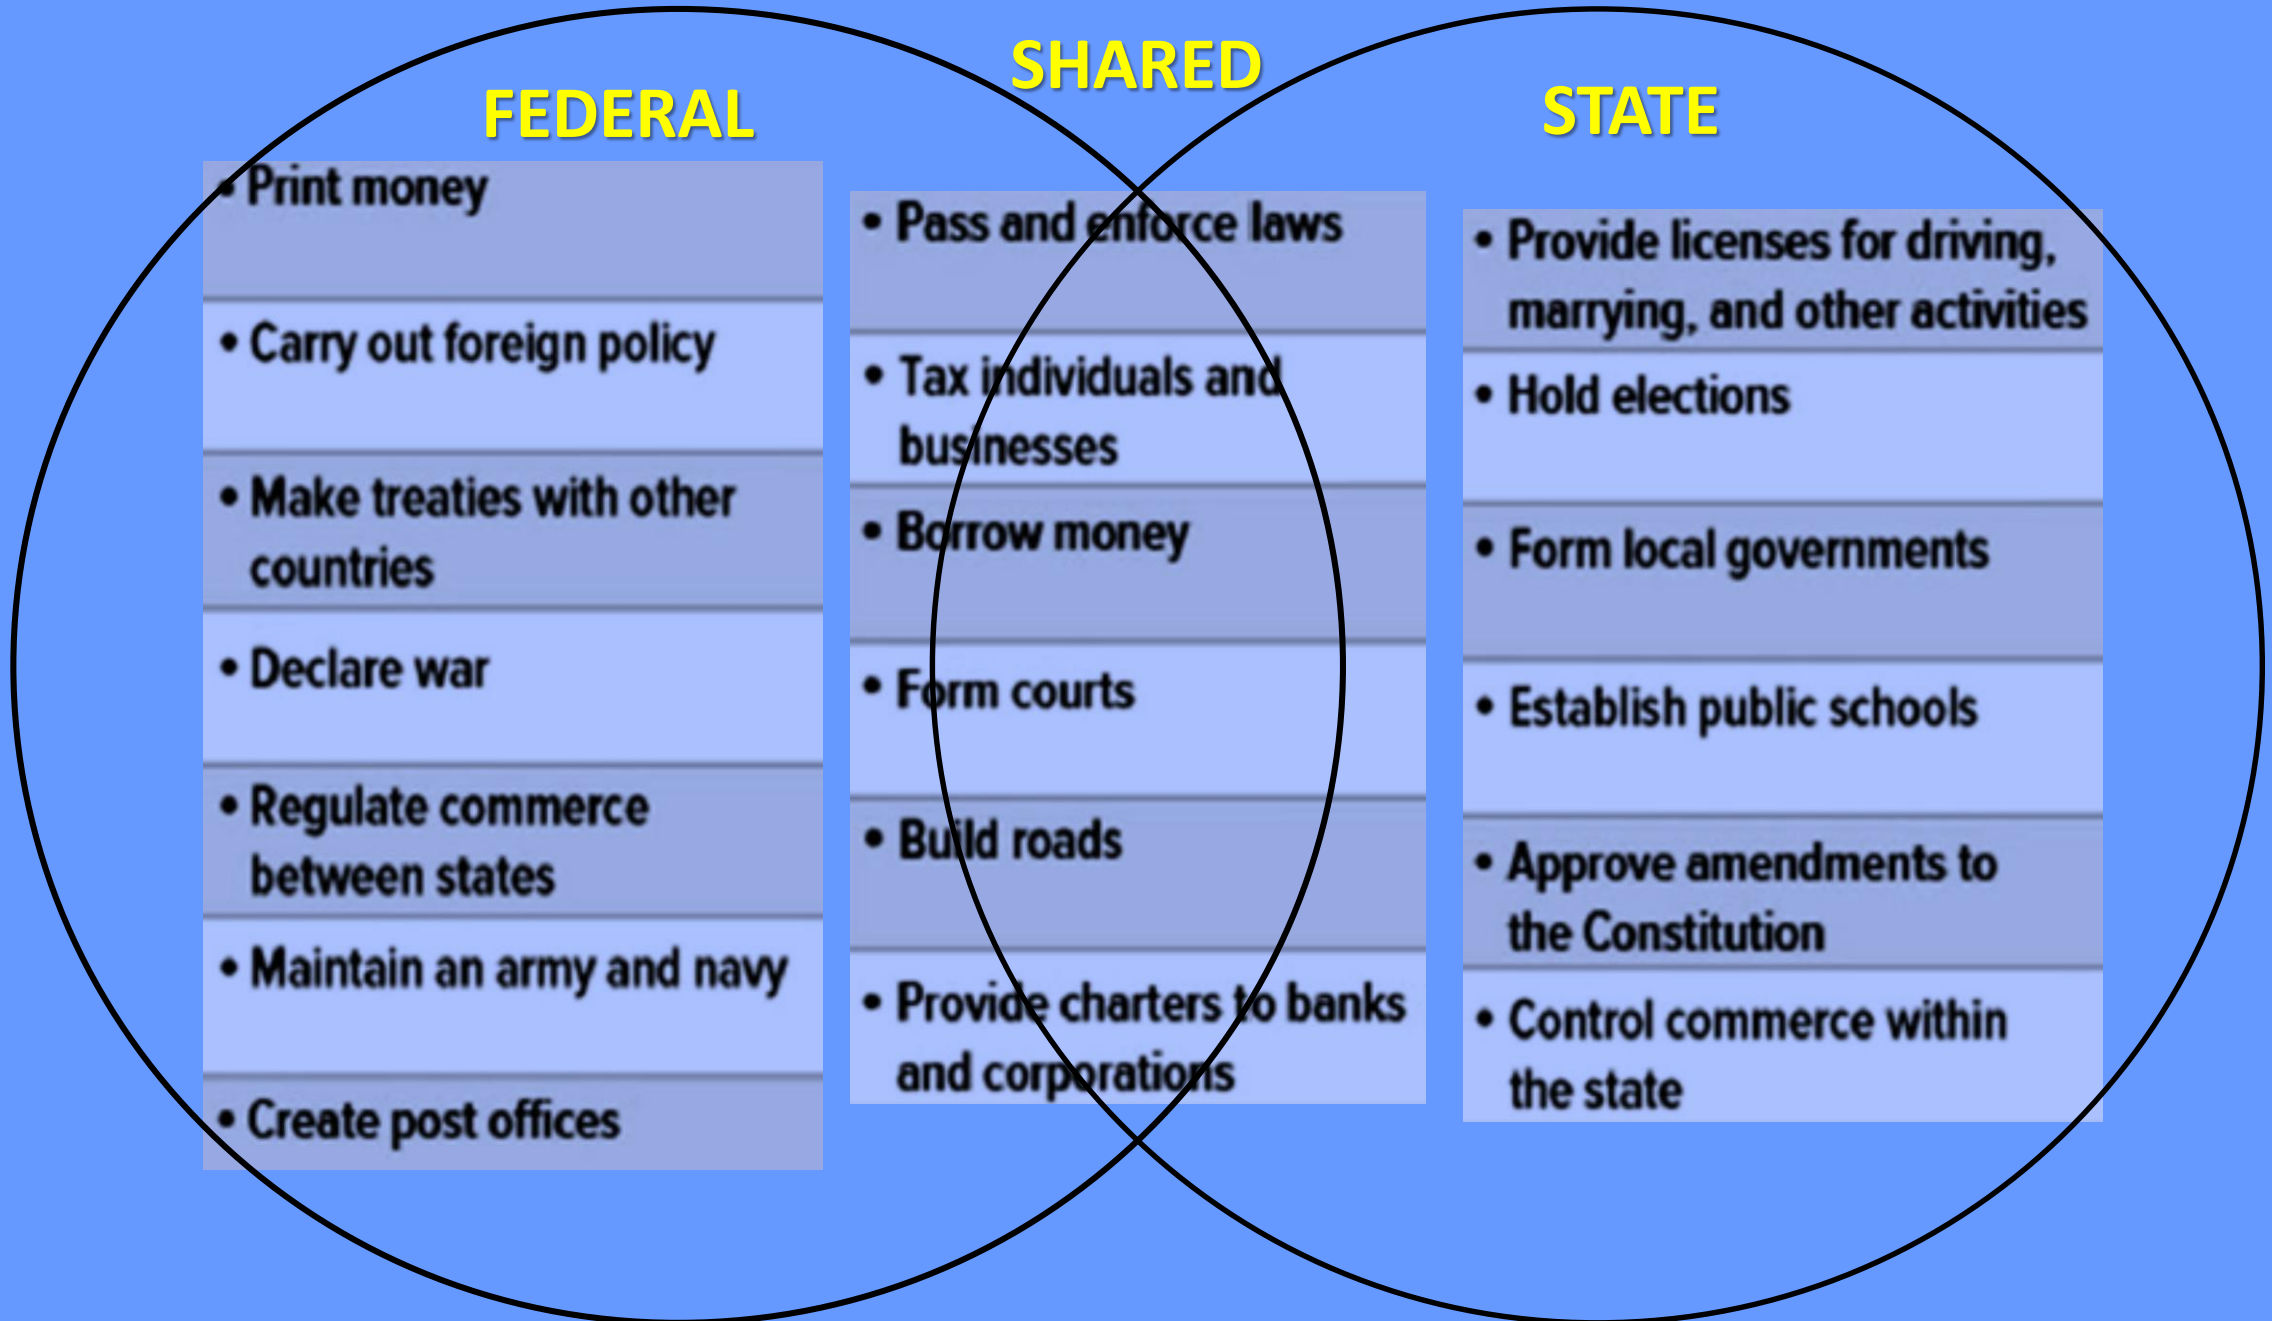 SHARED
FEDERAL
STATE
• Print money
• Carry out foreign policy
• Make treaties with other
countries
• Declare war
• Regulate commerce
between states
• Maintain an army and navy
• Create post offices
• Pass and enforce laws
• Tax individuals and
businesses
• Borrow money
• Form courts
• Build roads
• Provide charters to banks
and corporations
• Provide licenses for driving,
marrying, and other activities
• Hold elections
• Form local governments
• Establish public schools
• Approve amendments to
the Constitution
• Control commerce within
the state